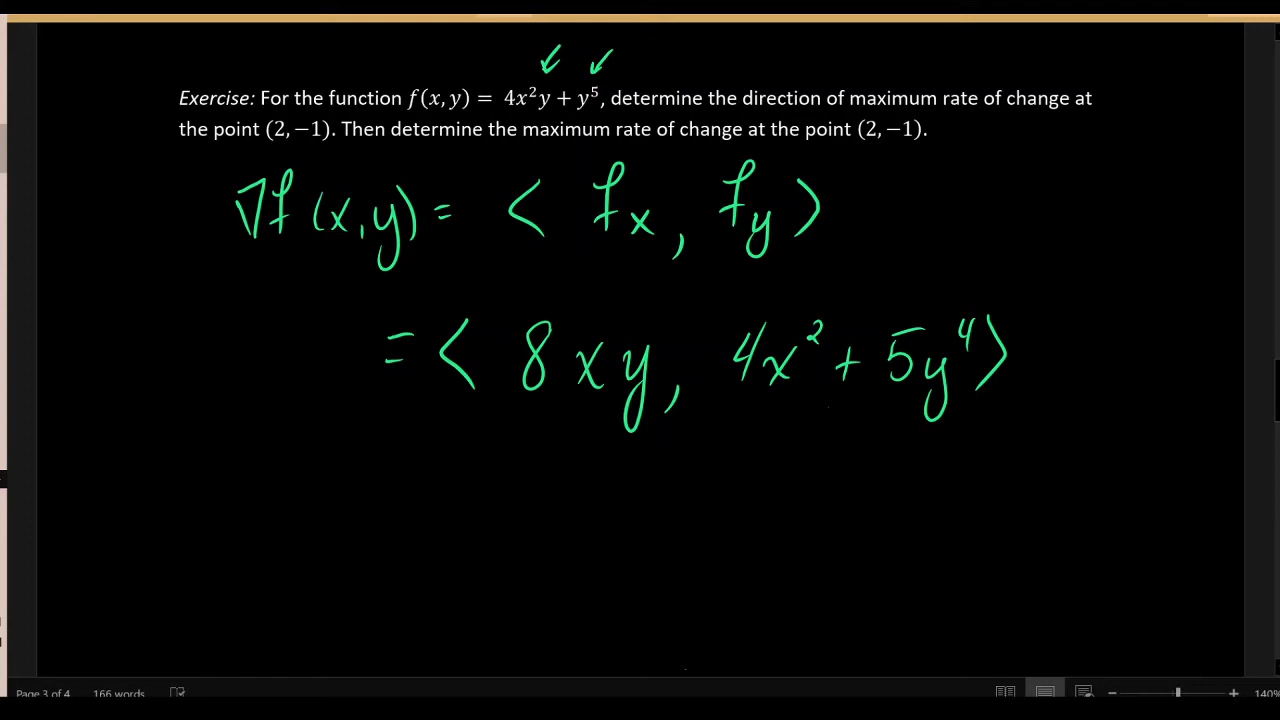 Exercise: For the function f(x, y) = 4x²y + y⁵, determine the direction of maximum rate of change at
the point (2, −1). Then determine the maximum rate of change at the point (2, −1).
∇f(x,y) = ⟨ fx, fy ⟩
= ⟨ 8xy, 4x² + 5y⁴ ⟩
Page 3 of 4 166 words 140%